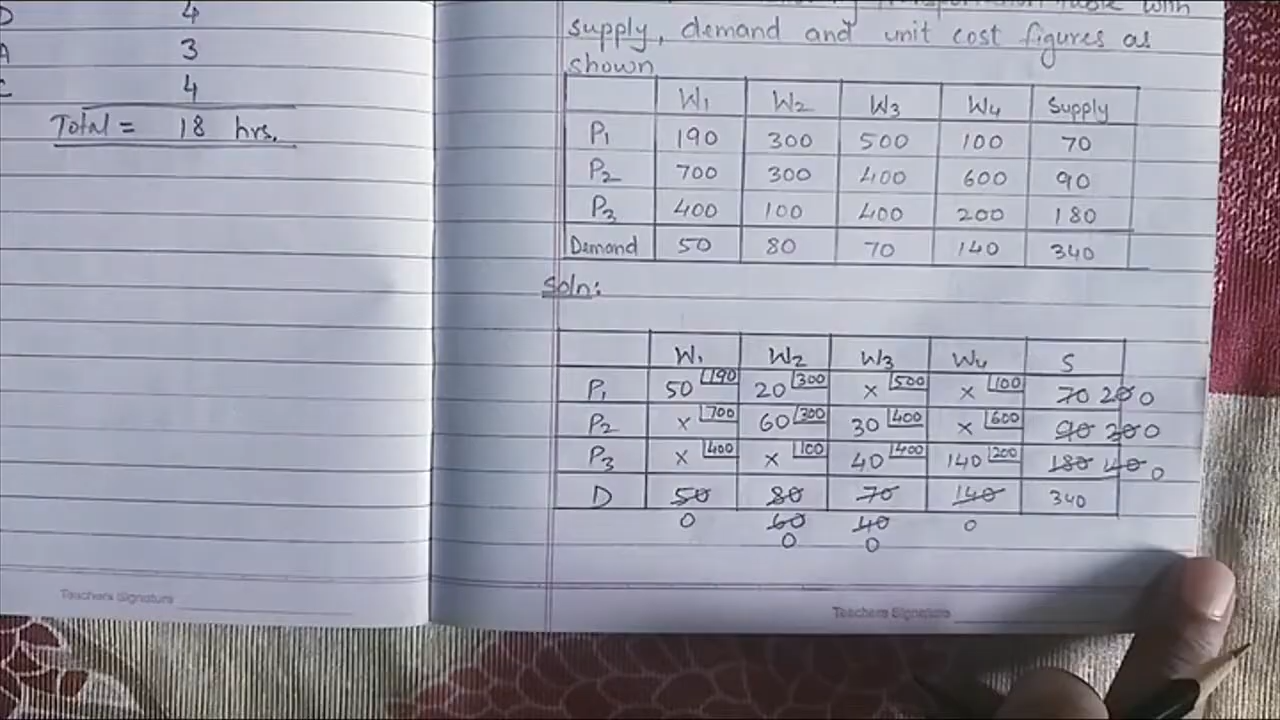 D 4
A 3
C 4
Total = 18 hrs.
Teachers Signature
Transportation table with
supply, demand and unit cost figures as
shown
W1 W2 W3 W4 Supply
P1 190 300 500 100 70
P2 700 300 400 600 90
P3 400 100 400 200 180
Demand 50 80 70 140 340
Soln:
W1 W2 W3 W4 S
P1 50 190 20 300 x 500 x 100 70 20 0
P2 x 700 60 300 30 400 x 600 90 30 0
P3 x 400 x 100 40 400 140 200 180 40 0
D 50 80 70 140 340
0 60 40 0
0 0
Teachers Signature